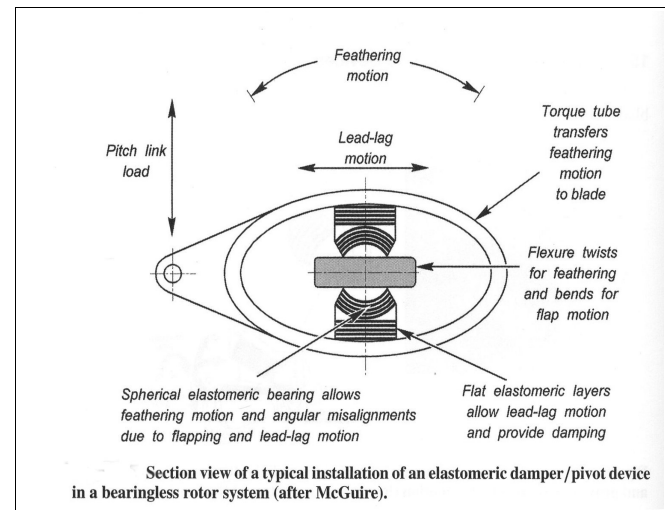 Feathering
motion
Pitch link
load
Lead-lag
motion
Torque tube
transfers
feathering
motion
to blade
Flexure twists
for feathering
and bends for
flap motion
Spherical elastomeric bearing allows
feathering motion and angular misalignments
due to flapping and lead-lag motion
Flat elastomeric layers
allow lead-lag motion
and provide damping
Section view of a typical installation of an elastomeric damper/pivot device
in a bearingless rotor system (after McGuire).